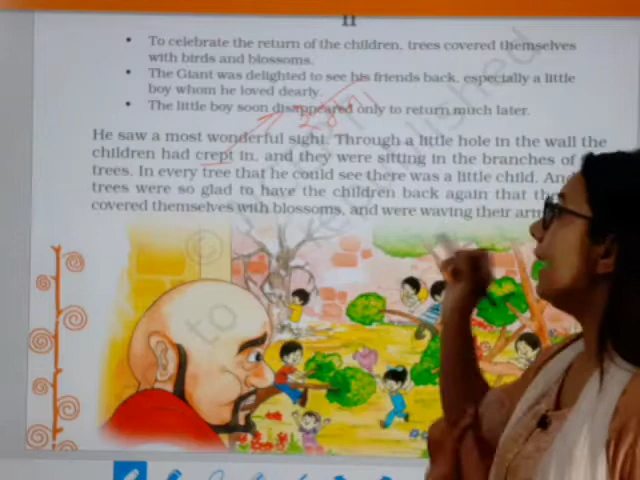 II
• To celebrate the return of the children, trees covered themselves
with birds and blossoms.
• The Giant was delighted to see his friends back, especially a little
boy whom he loved dearly.
• The little boy soon disappeared only to return much later.
He saw a most wonderful sight. Through a little hole in the wall the
children had crept in, and they were sitting in the branches of
trees. In every tree that he could see there was a little child. And
trees were so glad to have the children back again that
covered themselves with blossoms, and were waving their